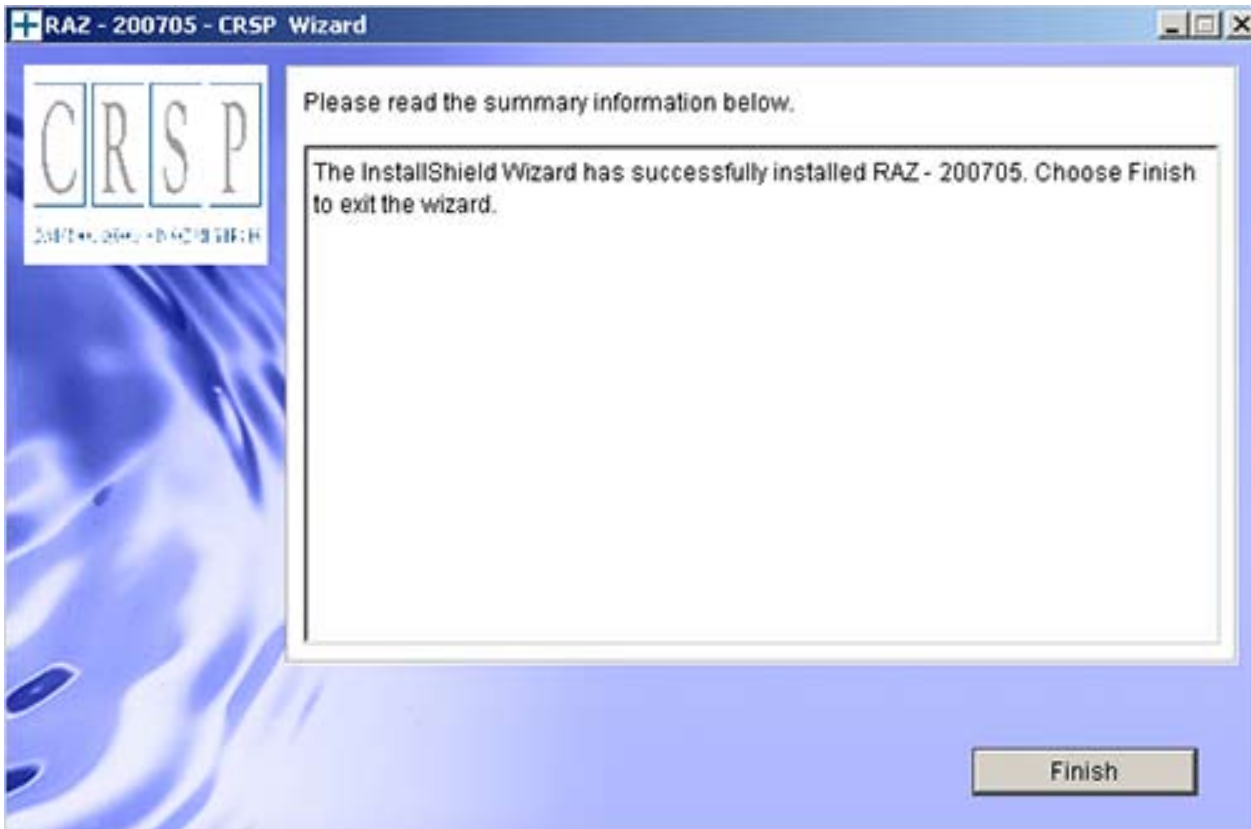 RAZ - 200705 - CRSP Wizard
CRSP
Please read the summary information below.
The InstallShield Wizard has successfully installed RAZ - 200705. Choose Finish
to exit the wizard.
Finish